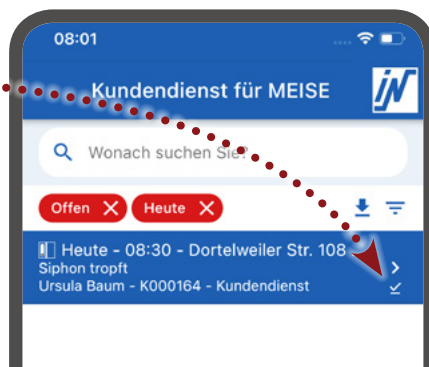 08:01
Kundendienst für MEISE
IN
Wonach suchen Sie?
Offen
Heute
Heute - 08:30 - Dortelweiler Str. 108
Siphon tropft
Ursula Baum - K000164 - Kundendienst